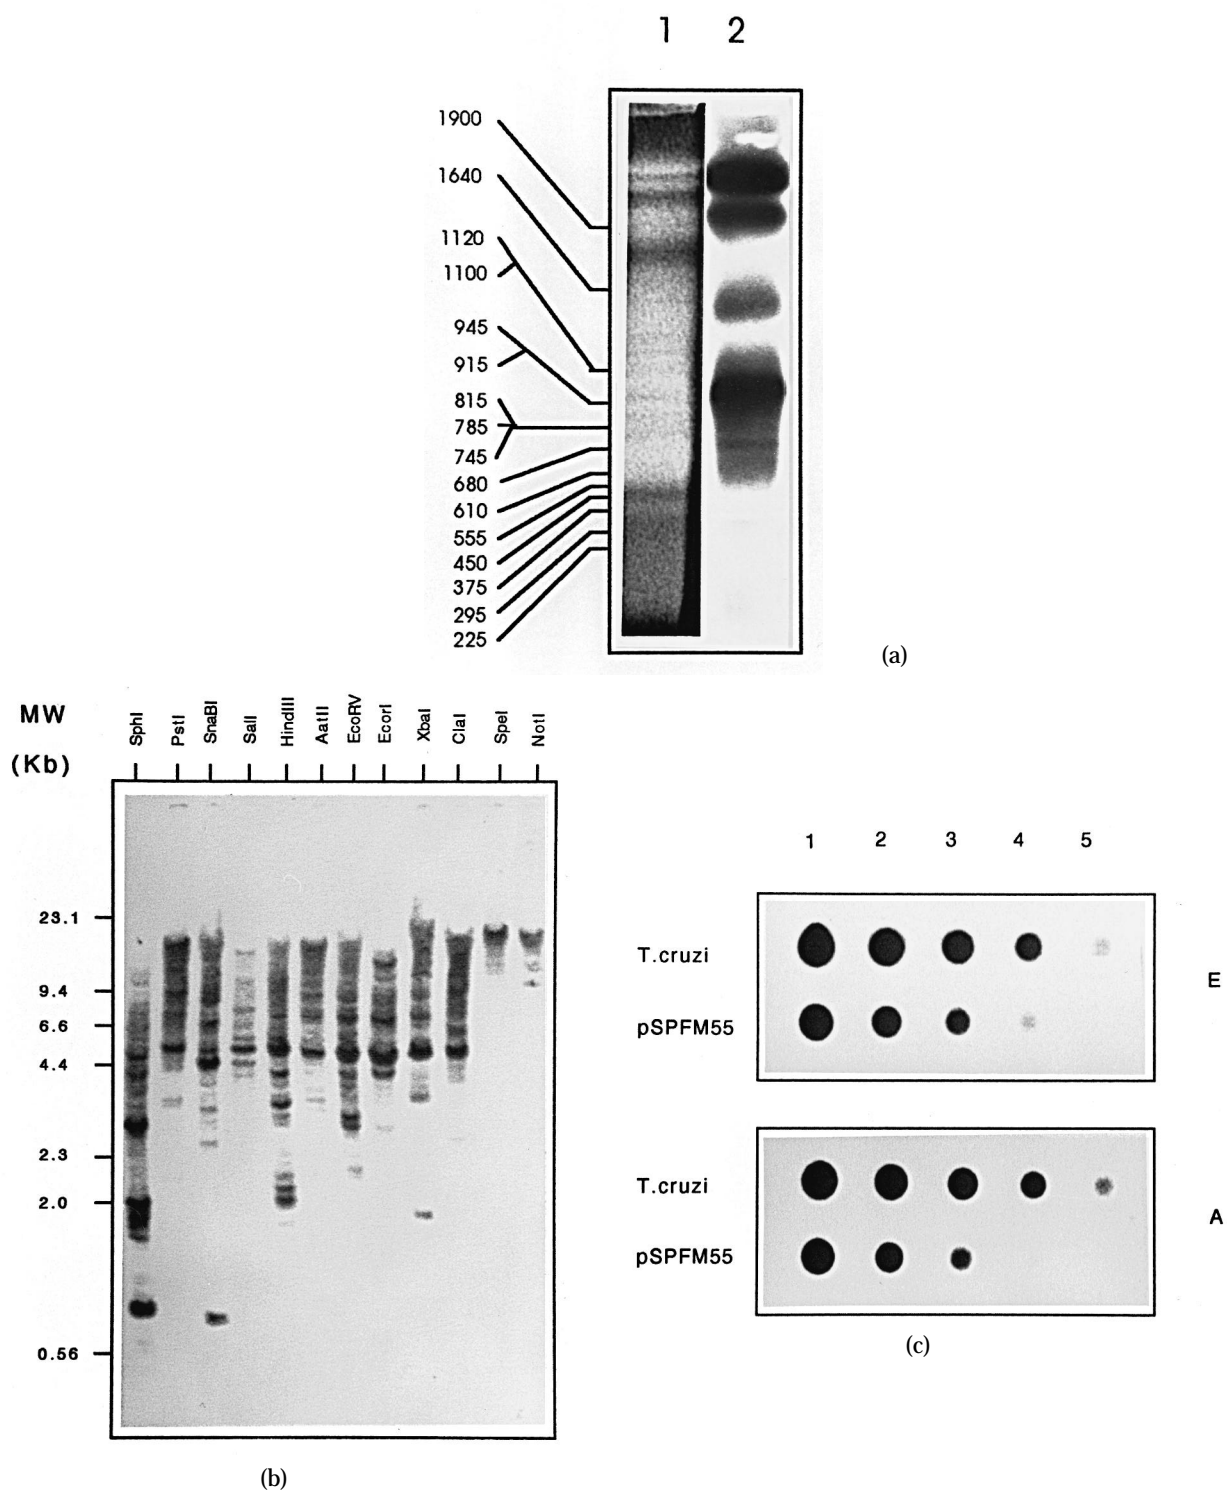 1 2
1900
1640
1120
1100
945
915
815
785
745
680
610
555
450
375
295
225
(a)
MW
(Kb)
SphI
PstI
SnaBI
SalI
HindIII
AatII
EcoRV
EcorI
XbaI
ClaI
SpeI
NotI
23.1
9.4
6.6
4.4
2.3
2.0
0.56
(b)
1 2 3 4 5
T.cruzi
pSPFM55
E
T.cruzi
pSPFM55
A
(c)